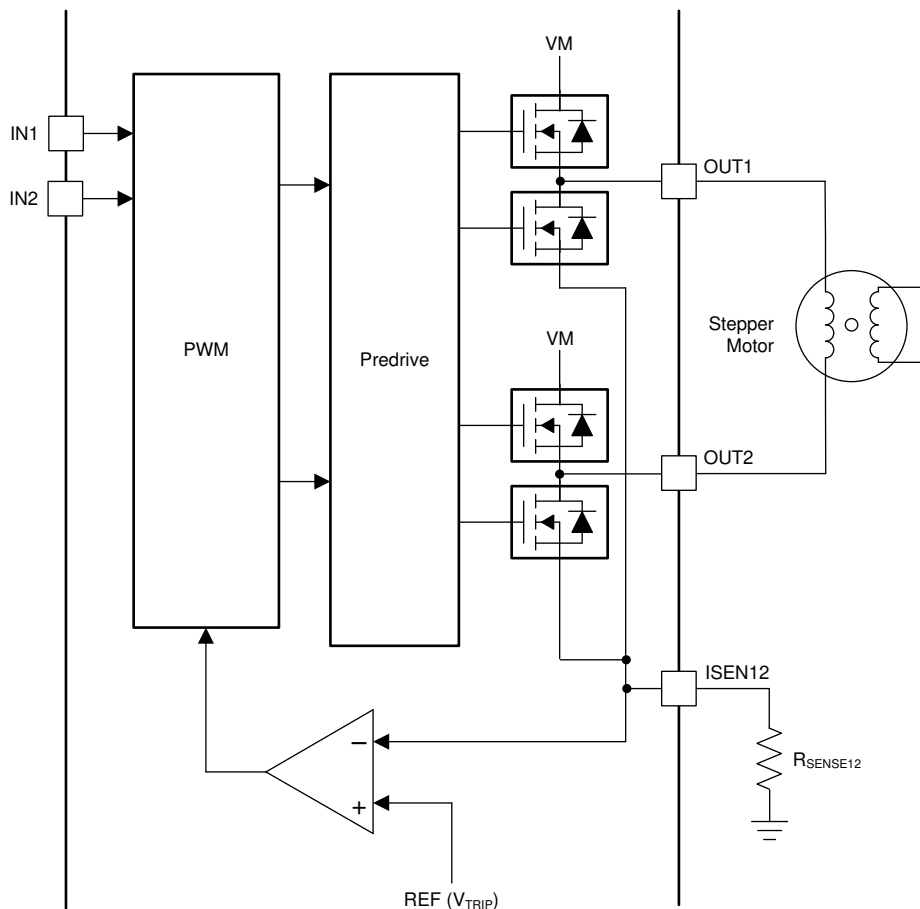 VM
IN1
OUT1
IN2
Stepper
Motor
PWM
Predrive
VM
OUT2
ISEN12
−
RSENSE12
+
REF (VTRIP)